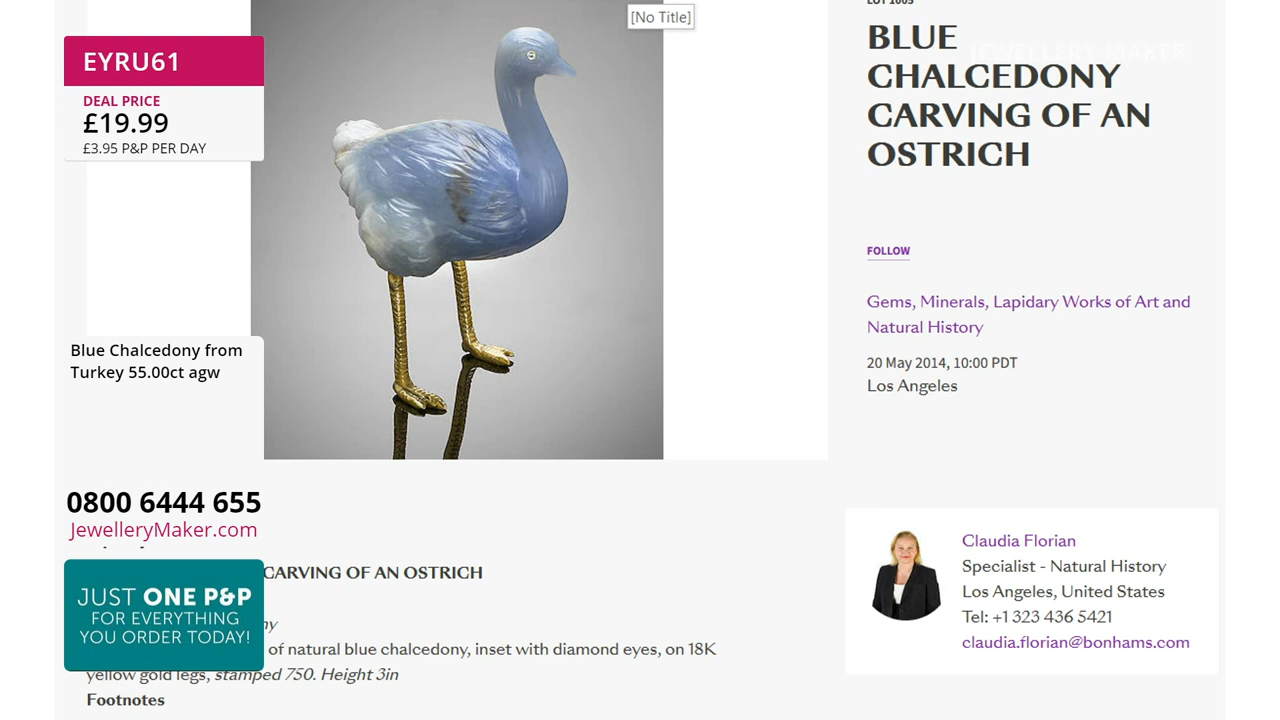 LOT 1005
[No Title]
BLUE
CHALCEDONY
CARVING OF AN
OSTRICH
JEWELLERY MAKER
EYRU61
DEAL PRICE
£19.99
£3.95 P&P PER DAY
FOLLOW
Gems, Minerals, Lapidary Works of Art and
Natural History
20 May 2014, 10:00 PDT
Los Angeles
Blue Chalcedony from
Turkey 55.00ct agw
0800 6444 655
JewelleryMaker.com
JUST ONE P&P
FOR EVERYTHING
YOU ORDER TODAY!
Claudia Florian
Specialist - Natural History
Los Angeles, United States
Tel: +1 323 436 5421
claudia.florian@bonhams.com
CARVING OF AN OSTRICH
of natural blue chalcedony, inset with diamond eyes, on 18K
yellow gold legs, stamped 750. Height 3in
Footnotes